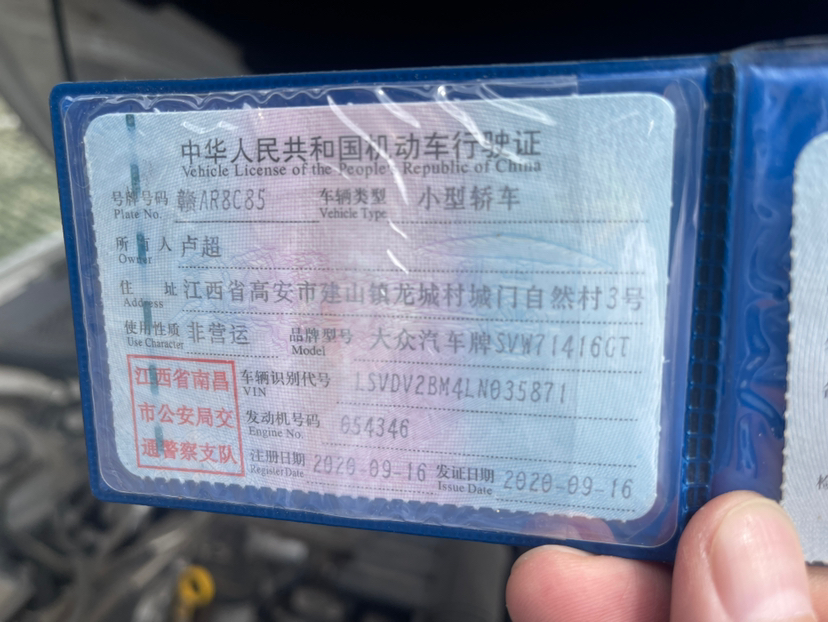 中华人民共和国机动车行驶证
Vehicle License of the People's Republic of China
号牌号码 赣AR8C85 车辆类型 小型轿车
Plate No. Vehicle Type
所有人 卢超
Owner
住址 江西省高安市建山镇龙城村城门自然村3号
Address
使用性质 非营运 品牌型号 大众汽车牌SVW71416GT
Use Character Model
江西省南昌
市公安局交
通警察支队
车辆识别代号 LSVDV2BM4LN035871
VIN
发动机号码 054346
Engine No.
注册日期 2020-09-16 发证日期 2020-09-16
Register Date Issue Date